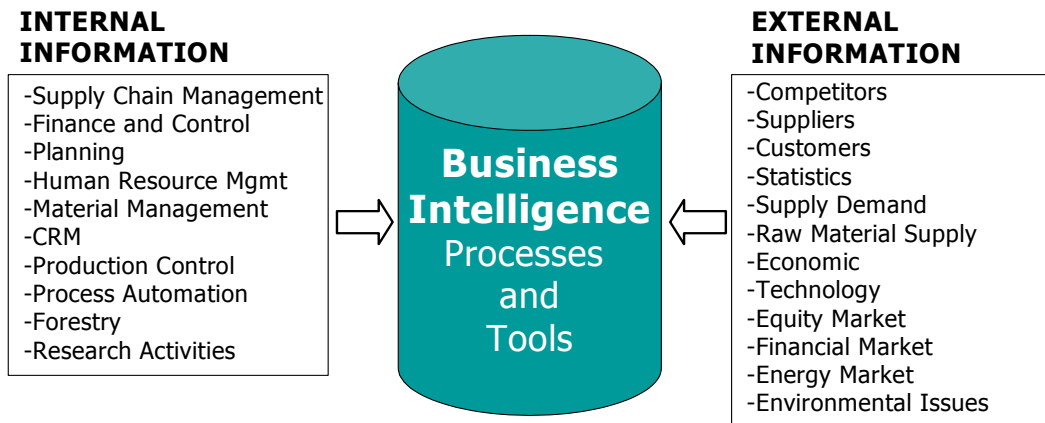 INTERNAL
INFORMATION
-Supply Chain Management
-Finance and Control
-Planning
-Human Resource Mgmt
-Material Management
-CRM
-Production Control
-Process Automation
-Forestry
-Research Activities
Business
Intelligence
Processes
and
Tools
EXTERNAL
INFORMATION
-Competitors
-Suppliers
-Customers
-Statistics
-Supply Demand
-Raw Material Supply
-Economic
-Technology
-Equity Market
-Financial Market
-Energy Market
-Environmental Issues